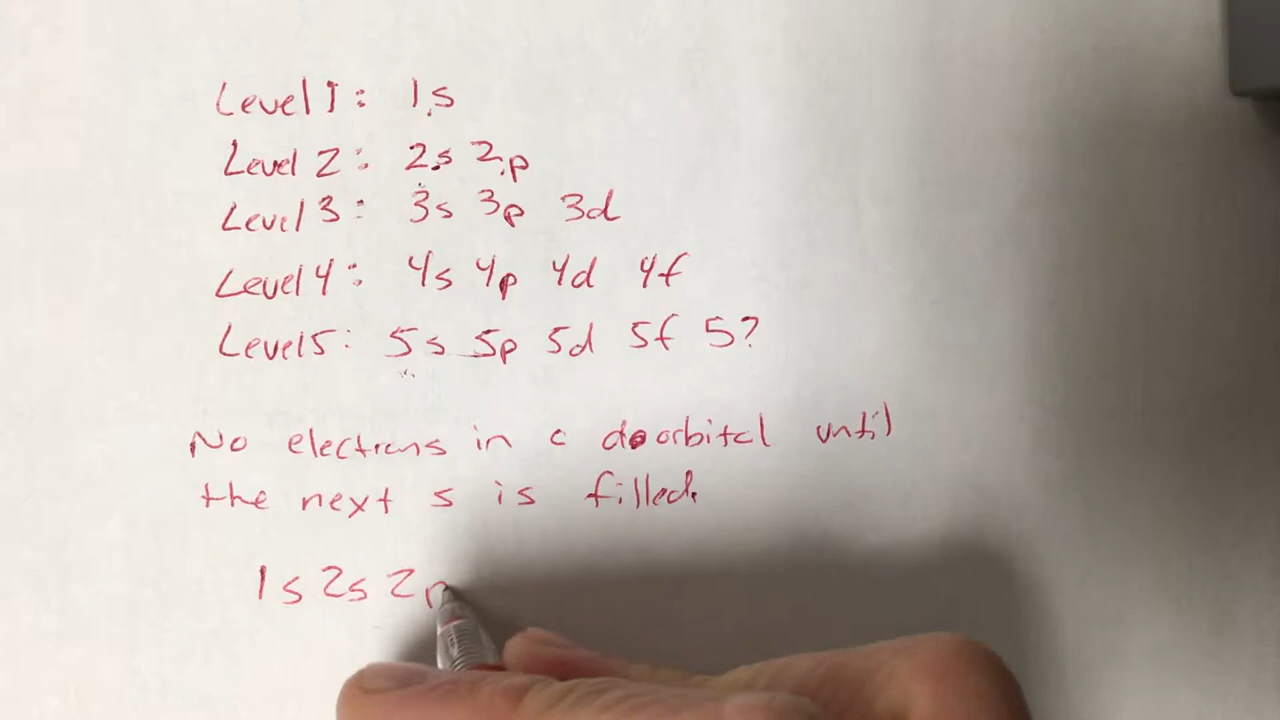 Level 1: 1s
Level 2: 2s 2p
Level 3: 3s 3p 3d
Level 4: 4s 4p 4d 4f
Level 5: 5s 5p 5d 5f 5?
No electrons in a d orbital until
the next s is filled.
1s 2s 2p